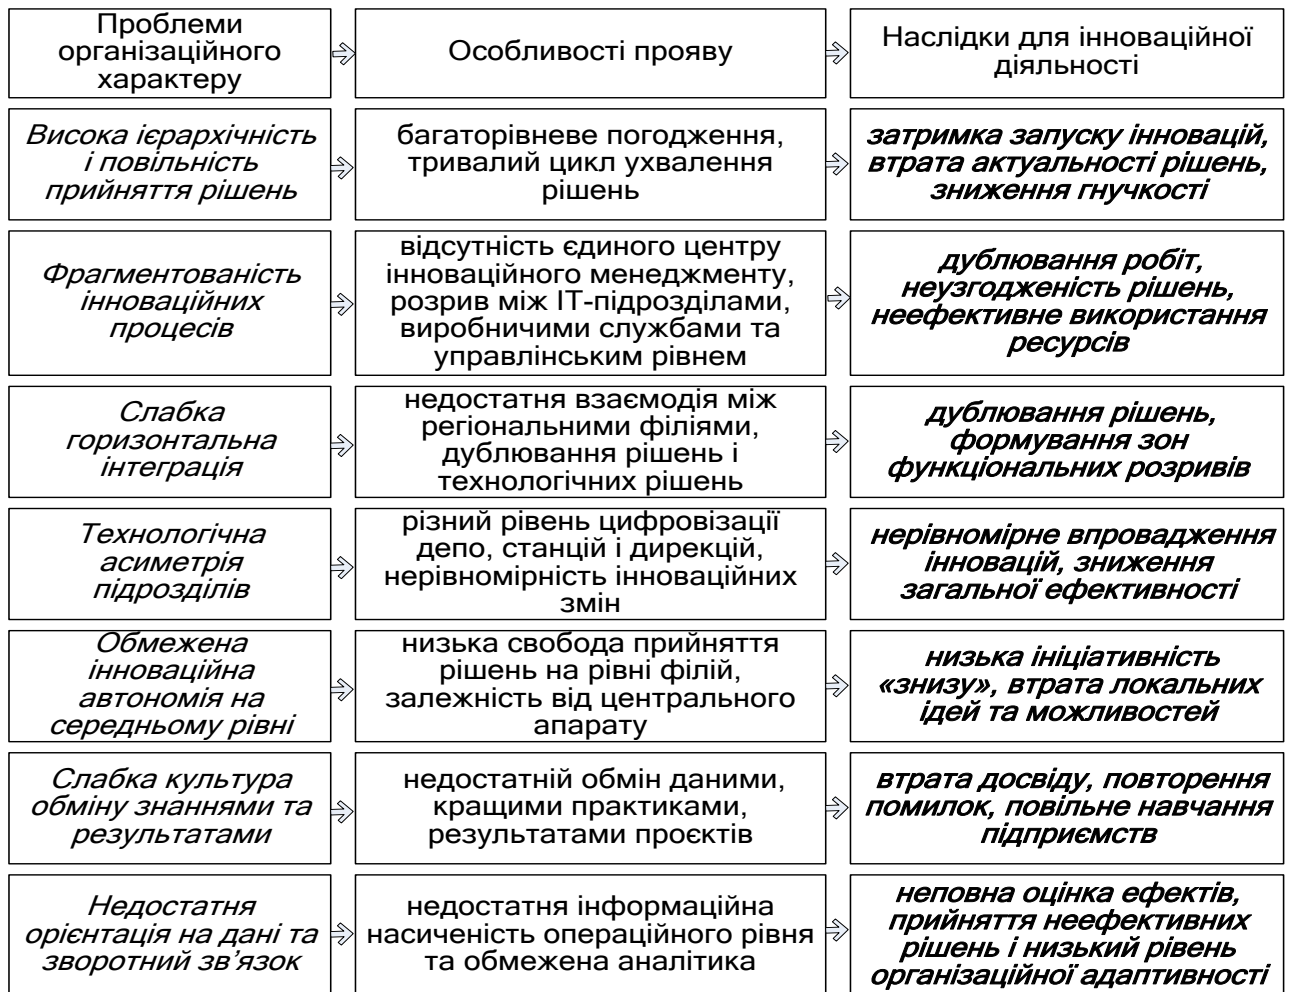 Проблеми
організаційного
характеру
Особливості прояву
Наслідки для інноваційної
діяльності
Висока ієрархічність
і повільність
прийняття рішень
багаторівневе погодження,
тривалий цикл ухвалення
рішень
затримка запуску інновацій,
втрата актуальності рішень,
зниження гнучкості
Фрагментованість
інноваційних
процесів
відсутність єдиного центру
інноваційного менеджменту,
розрив між ІТ-підрозділами,
виробничими службами та
управлінським рівнем
дублювання робіт,
неузгодженість рішень,
неефективне використання
ресурсів
Слабка
горизонтальна
інтеграція
недостатня взаємодія між
регіональними філіями,
дублювання рішень і
технологічних рішень
дублювання рішень,
формування зон
функціональних розривів
Технологічна
асиметрія
підрозділів
різний рівень цифровізації
депо, станцій і дирекцій,
нерівномірність інноваційних
змін
нерівномірне впровадження
інновацій, зниження
загальної ефективності
Обмежена
інноваційна
автономія на
середньому рівні
низька свобода прийняття
рішень на рівні філій,
залежність від центрального
апарату
низька ініціативність
«знизу», втрата локальних
ідей та можливостей
Слабка культура
обміну знаннями та
результатами
недостатній обмін даними,
кращими практиками,
результатами проєктів
втрата досвіду, повторення
помилок, повільне навчання
підприємств
Недостатня
орієнтація на дані та
зворотний зв’язок
недостатня інформаційна
насиченість операційного рівня
та обмежена аналітика
неповна оцінка ефектів,
прийняття неефективних
рішень і низький рівень
організаційної адаптивності